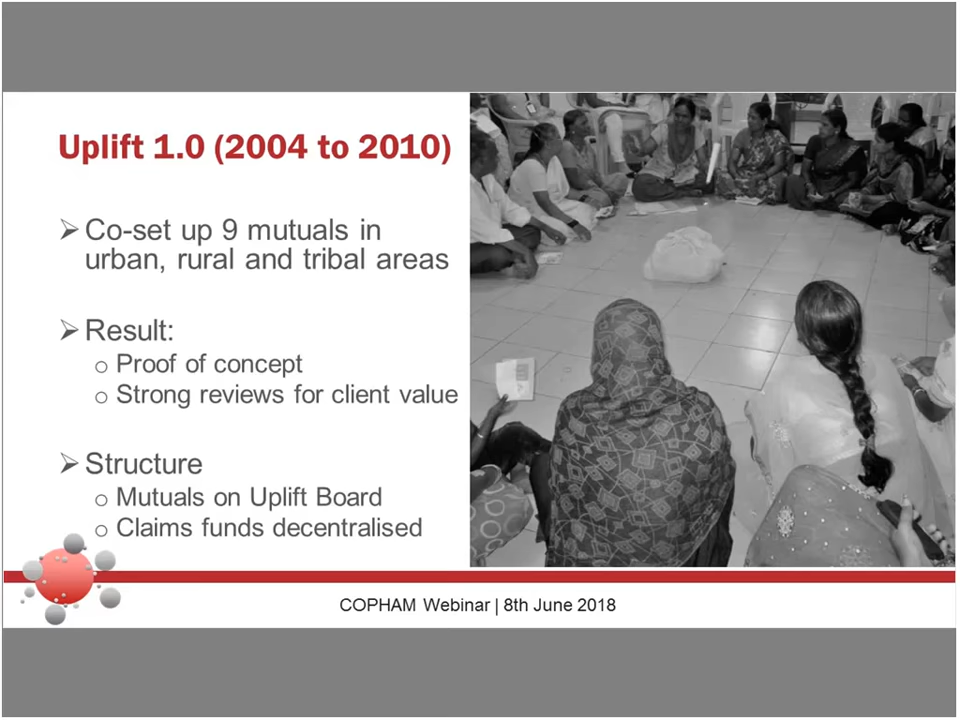 Uplift 1.0 (2004 to 2010)
➢ Co-set up 9 mutuals in
urban, rural and tribal areas
➢ Result:
o Proof of concept
o Strong reviews for client value
➢ Structure
o Mutuals on Uplift Board
o Claims funds decentralised
COPHAM Webinar | 8th June 2018